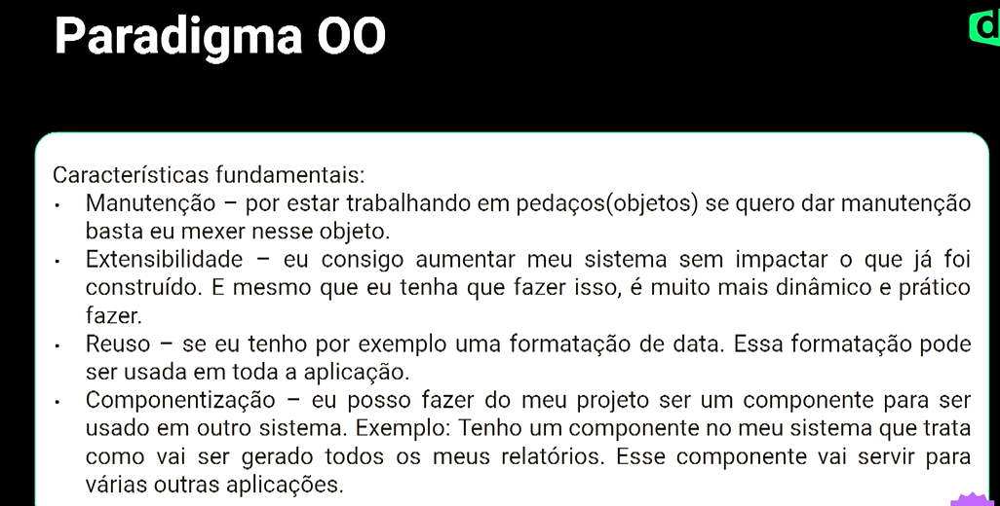 Paradigma OO
d
Características fundamentais:
• Manutenção – por estar trabalhando em pedaços(objetos) se quero dar manutenção
basta eu mexer nesse objeto.
• Extensibilidade – eu consigo aumentar meu sistema sem impactar o que já foi
construído. E mesmo que eu tenha que fazer isso, é muito mais dinâmico e prático
fazer.
• Reuso – se eu tenho por exemplo uma formatação de data. Essa formatação pode
ser usada em toda a aplicação.
• Componentização – eu posso fazer do meu projeto ser um componente para ser
usado em outro sistema. Exemplo: Tenho um componente no meu sistema que trata
como vai ser gerado todos os meus relatórios. Esse componente vai servir para
várias outras aplicações.